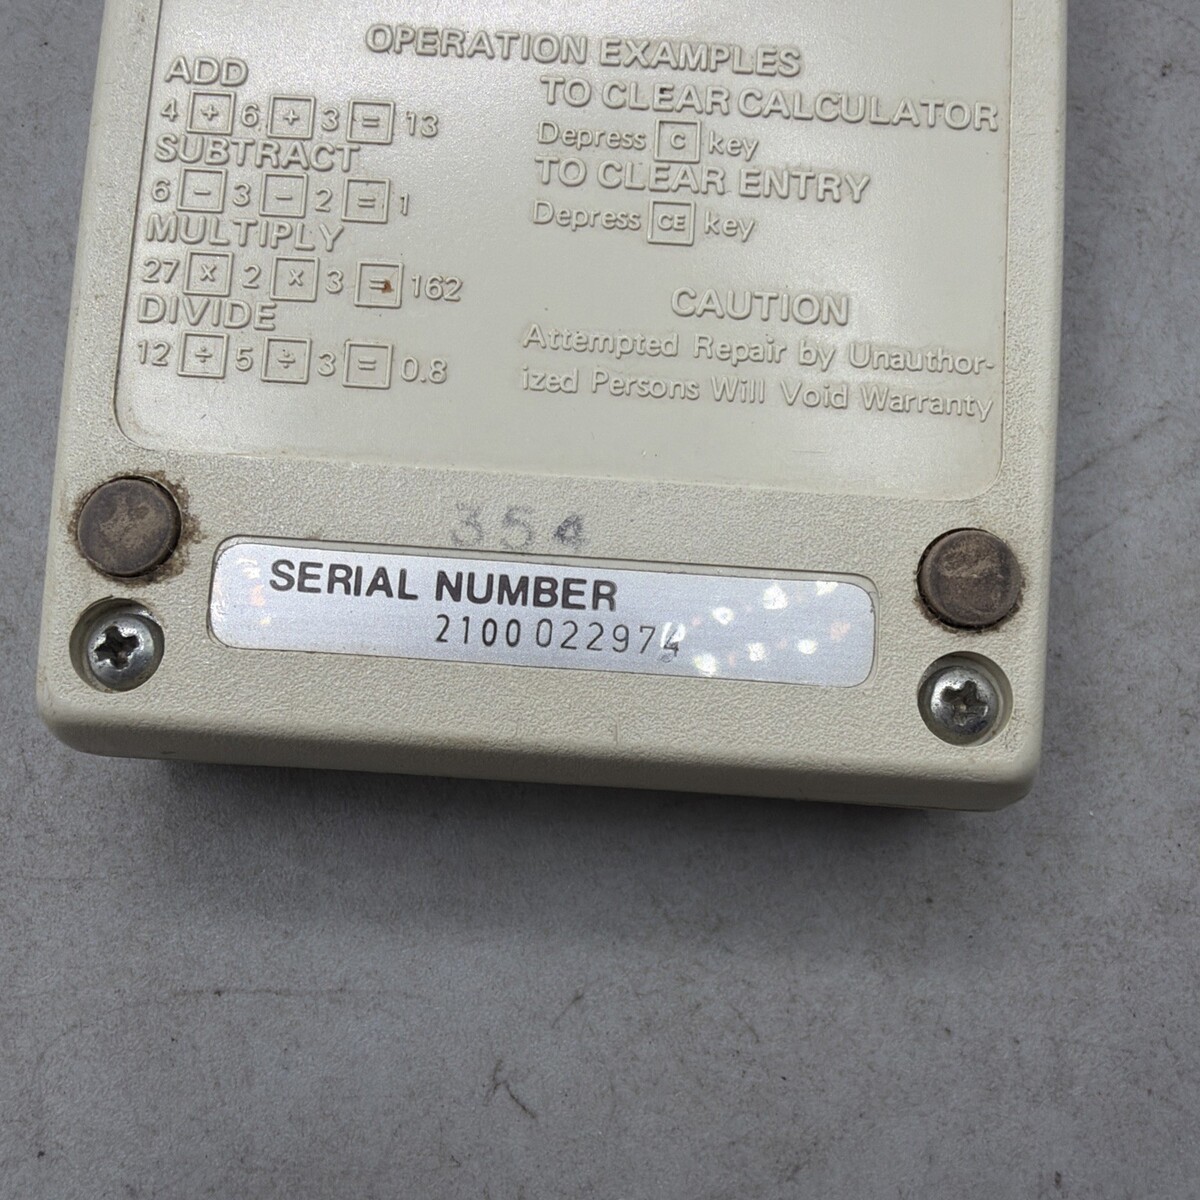 OPERATION EXAMPLES
ADD
4 + 6 + 3 = 13
SUBTRACT
6 − 3 − 2 = 1
MULTIPLY
27 x 2 x 3 = 162
DIVIDE
12 ÷ 5 ÷ 3 = 0.8
TO CLEAR CALCULATOR
Depress C key
TO CLEAR ENTRY
Depress CE key
CAUTION
Attempted Repair by Unauthor-
ized Persons Will Void Warranty
354
SERIAL NUMBER
2100 022974